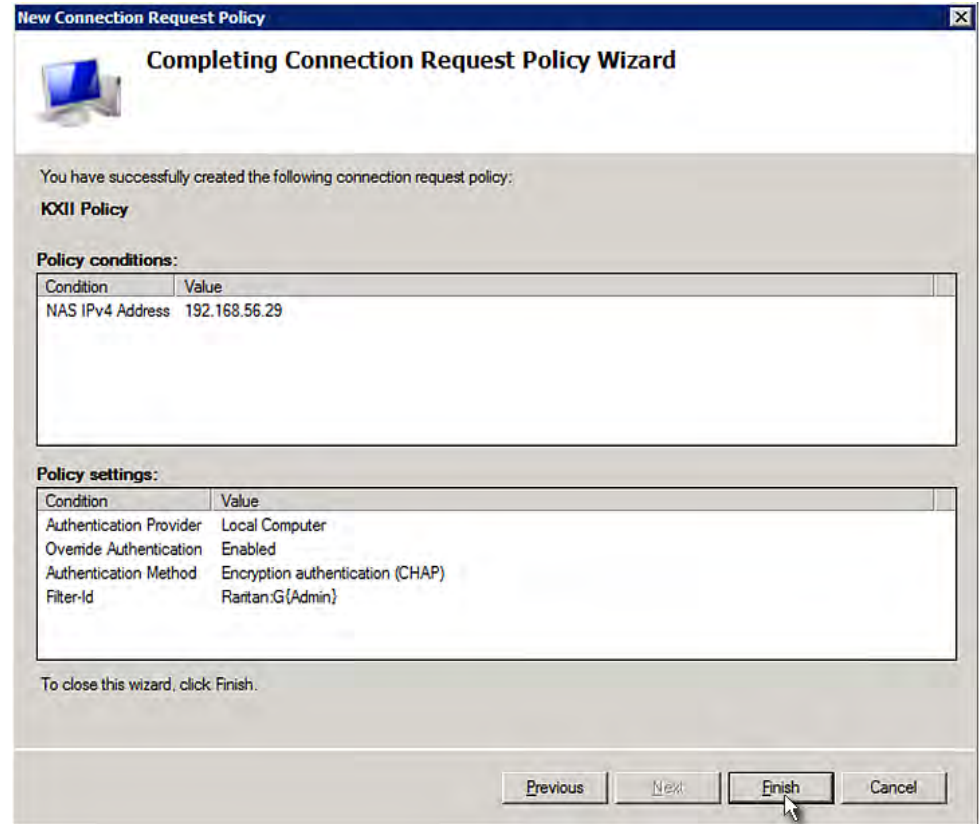 New Connection Request Policy
Completing Connection Request Policy Wizard
You have successfully created the following connection request policy:
KXII Policy
Policy conditions:
Condition Value
NAS IPv4 Address 192.168.56.29
Policy settings:
Condition Value
Authentication Provider Local Computer
Override Authentication Enabled
Authentication Method Encryption authentication (CHAP)
Filter-Id Raritan:G{Admin}
To close this wizard, click Finish.
Previous Next Finish Cancel